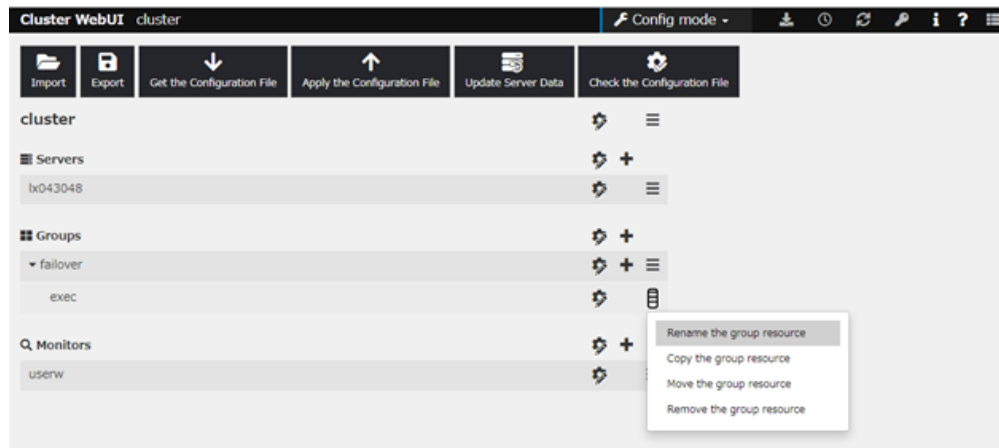 Cluster WebUI cluster Config mode i ?
Import Export Get the Configuration File Apply the Configuration File Update Server Data Check the Configuration File
cluster
Servers
lx043048
Groups
failover
exec
Rename the group resource
Monitors
Copy the group resource
userw
Move the group resource
Remove the group resource